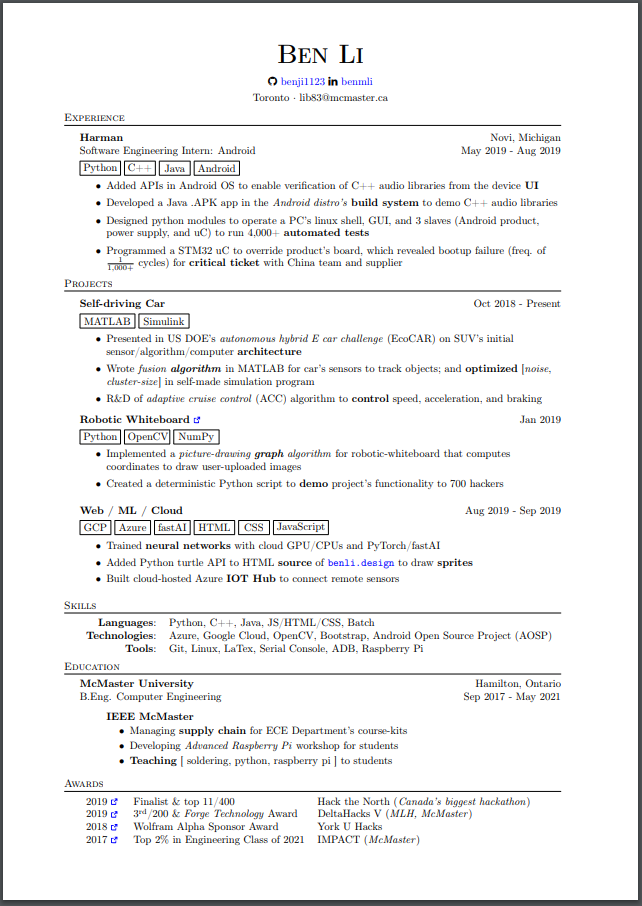 BEN LI
benji1123 benmli
Toronto · lib83@mcmaster.ca
EXPERIENCE
Harman Novi, Michigan
Software Engineering Intern: Android May 2019 - Aug 2019
Python C++ Java Android
• Added APIs in Android OS to enable verification of C++ audio libraries from the device UI
• Developed a Java .APK app in the Android distro's build system to demo C++ audio libraries
• Designed python modules to operate a PC's linux shell, GUI, and 3 slaves (Android product,
power supply, and uC) to run 4,000+ automated tests
• Programmed a STM32 uC to override product's board, which revealed bootup failure (freq. of
1/1,000+ cycles) for critical ticket with China team and supplier
PROJECTS
Self-driving Car Oct 2018 - Present
MATLAB Simulink
• Presented in US DOE's autonomous hybrid E car challenge (EcoCAR) on SUV's initial
sensor/algorithm/computer architecture
• Wrote fusion algorithm in MATLAB for car's sensors to track objects; and optimized [noise,
cluster-size] in self-made simulation program
• R&D of adaptive cruise control (ACC) algorithm to control speed, acceleration, and braking
Robotic Whiteboard Jan 2019
Python OpenCV NumPy
• Implemented a picture-drawing graph algorithm for robotic-whiteboard that computes
coordinates to draw user-uploaded images
• Created a deterministic Python script to demo project's functionality to 700 hackers
Web / ML / Cloud Aug 2019 - Sep 2019
GCP Azure fastAI HTML CSS JavaScript
• Trained neural networks with cloud GPU/CPUs and PyTorch/fastAI
• Added Python turtle API to HTML source of benli.design to draw sprites
• Built cloud-hosted Azure IOT Hub to connect remote sensors
SKILLS
Languages: Python, C++, Java, JS/HTML/CSS, Batch
Technologies: Azure, Google Cloud, OpenCV, Bootstrap, Android Open Source Project (AOSP)
Tools: Git, Linux, LaTex, Serial Console, ADB, Raspberry Pi
EDUCATION
McMaster University Hamilton, Ontario
B.Eng. Computer Engineering Sep 2017 - May 2021
IEEE McMaster
• Managing supply chain for ECE Department's course-kits
• Developing Advanced Raspberry Pi workshop for students
• Teaching [ soldering, python, raspberry pi ] to students
AWARDS
2019 Finalist & top 11/400 Hack the North (Canada's biggest hackathon)
2019 3rd/200 & Forge Technology Award DeltaHacks V (MLH, McMaster)
2018 Wolfram Alpha Sponsor Award York U Hacks
2017 Top 2% in Engineering Class of 2021 IMPACT (McMaster)